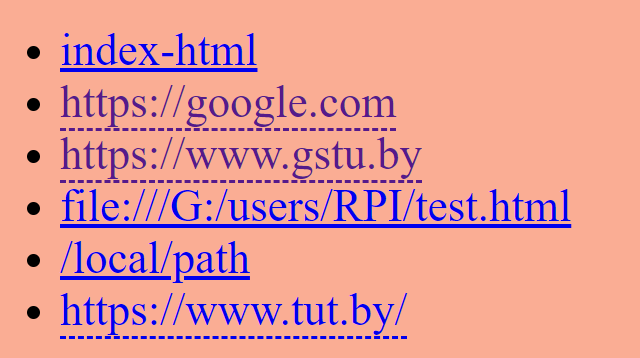 index-html
https://google.com
https://www.gstu.by
file:///G:/users/RPI/test.html
/local/path
https://www.tut.by/